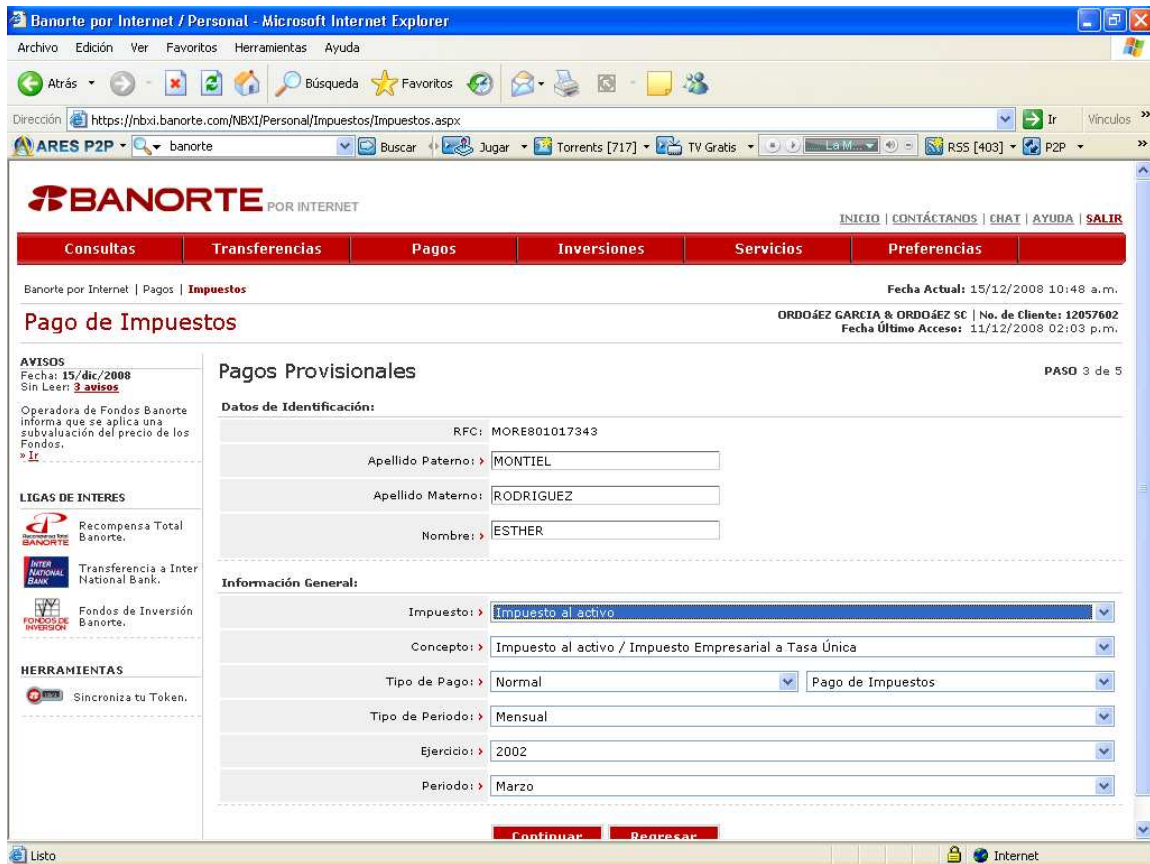 Banorte por Internet / Personal - Microsoft Internet Explorer
Archivo Edición Ver Favoritos Herramientas Ayuda
Atrás Búsqueda Favoritos
Dirección https://nbxi.banorte.com/NBXI/Personal/Impuestos/Impuestos.aspx Ir Vínculos »
ARES P2P banorte Buscar Jugar Torrents [717] TV Gratis La M... RSS [403] P2P »
BANORTE POR INTERNET
INICIO | CONTÁCTANOS | CHAT | AYUDA | SALIR
Consultas Transferencias Pagos Inversiones Servicios Preferencias
Banorte por Internet | Pagos | Impuestos
Fecha Actual: 15/12/2008 10:48 a.m.
Pago de Impuestos
ORDOáEZ GARCIA & ORDOáEZ SC | No. de Cliente: 12057602
Fecha Último Acceso: 11/12/2008 02:03 p.m.
AVISOS
Fecha: 15/dic/2008
Sin Leer: 3 avisos
Operadora de Fondos Banorte
informa que se aplica una
subvaluación del precio de los
Fondos.
» Ir
LIGAS DE INTERES
Recompensa Total
Banorte.
BANORTE
INTER
NATIONAL
BANK
Transferencia a Inter
National Bank.
FONDOS DE
INVERSIÓN
Fondos de Inversión
Banorte.
HERRAMIENTAS
Sincroniza tu Token.
Pagos Provisionales
PASO 3 de 5
Datos de Identificación:
RFC: MORE801017343
Apellido Paterno: MONTIEL
Apellido Materno: RODRIGUEZ
Nombre: ESTHER
Información General:
Impuesto: Impuesto al activo
Concepto: Impuesto al activo / Impuesto Empresarial a Tasa Única
Tipo de Pago: Normal Pago de Impuestos
Tipo de Periodo: Mensual
Ejercicio: 2002
Periodo: Marzo
Continuar Regresar
Listo Internet